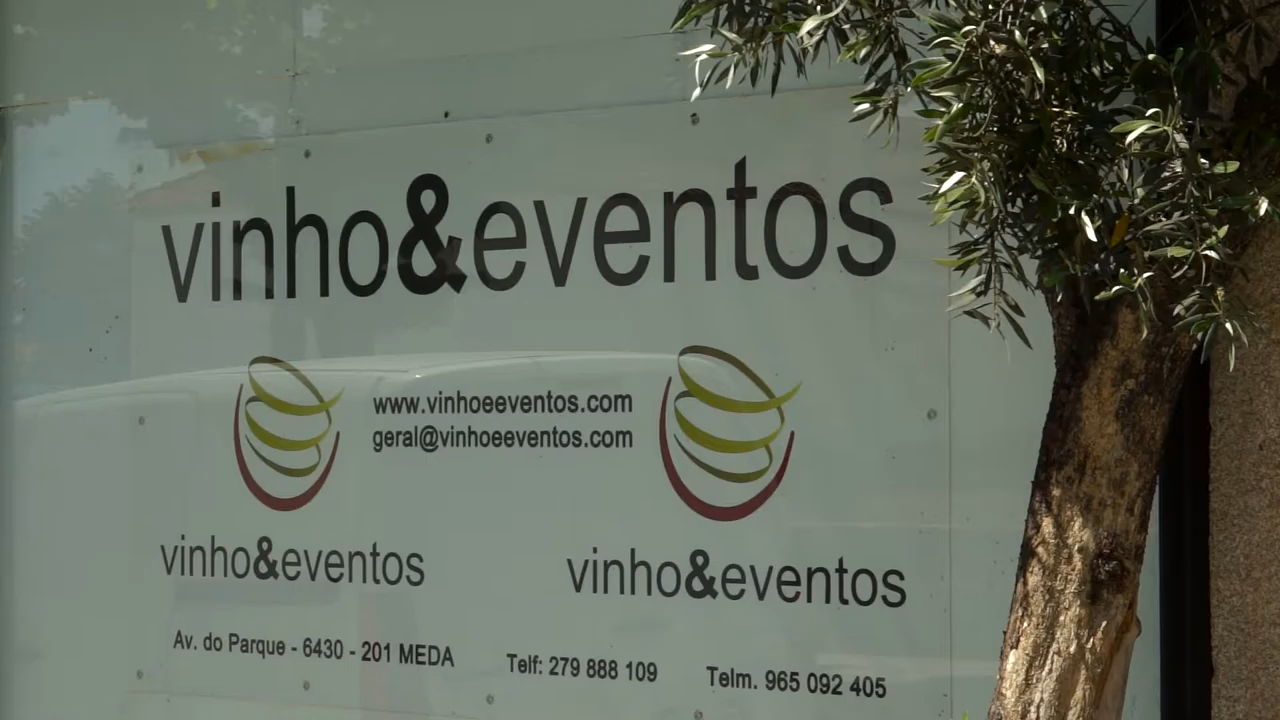 vinho&eventos
www.vinhoeeventos.com
geral@vinhoeeventos.com
vinho&eventos
vinho&eventos
Av. do Parque - 6430 - 201 MEDA
Telf: 279 888 109
Telm. 965 092 405